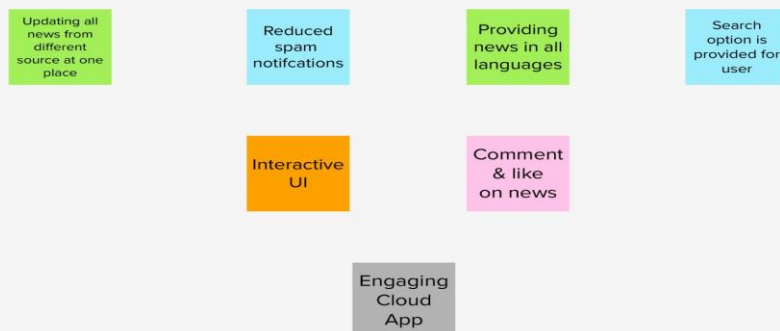 Updating all
news from
different
source at one
place
Reduced
spam
notifcations
Providing
news in all
languages
Search
option is
provided for
user
Interactive
UI
Comment
& like
on news
Engaging
Cloud
App